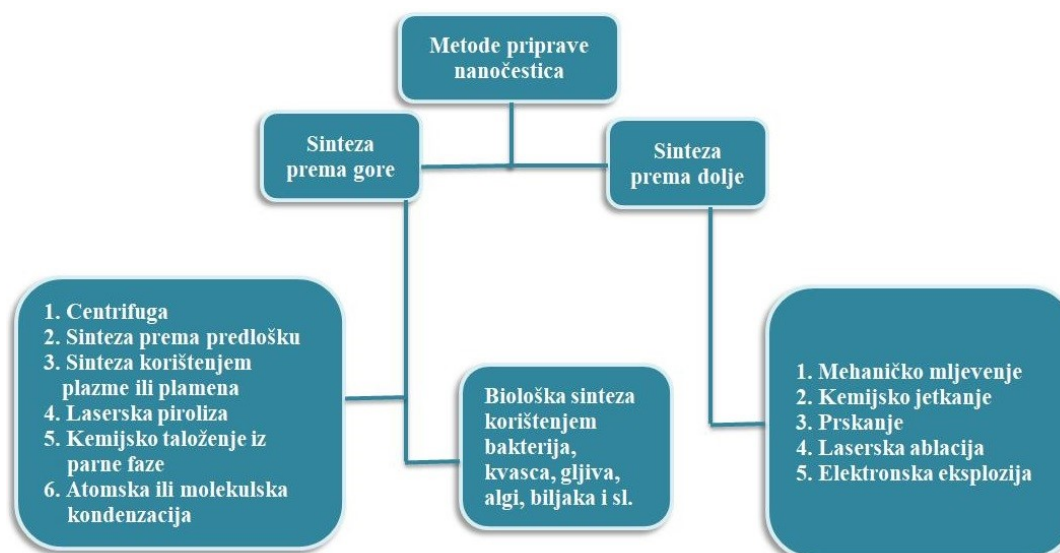 Metode priprave
nanočestica
Sinteza
prema gore
Sinteza
prema dolje
1. Centrifuga
2. Sinteza prema predlošku
3. Sinteza korištenjem
plazme ili plamena
4. Laserska piroliza
5. Kemijsko taloženje iz
parne faze
6. Atomska ili molekulska
kondenzacija
Biološka sinteza
korištenjem
bakterija,
kvasca, gljiva,
algi, biljaka i sl.
1. Mehaničko mljevenje
2. Kemijsko jetkanje
3. Prskanje
4. Laserska ablacija
5. Elektronska eksplozija